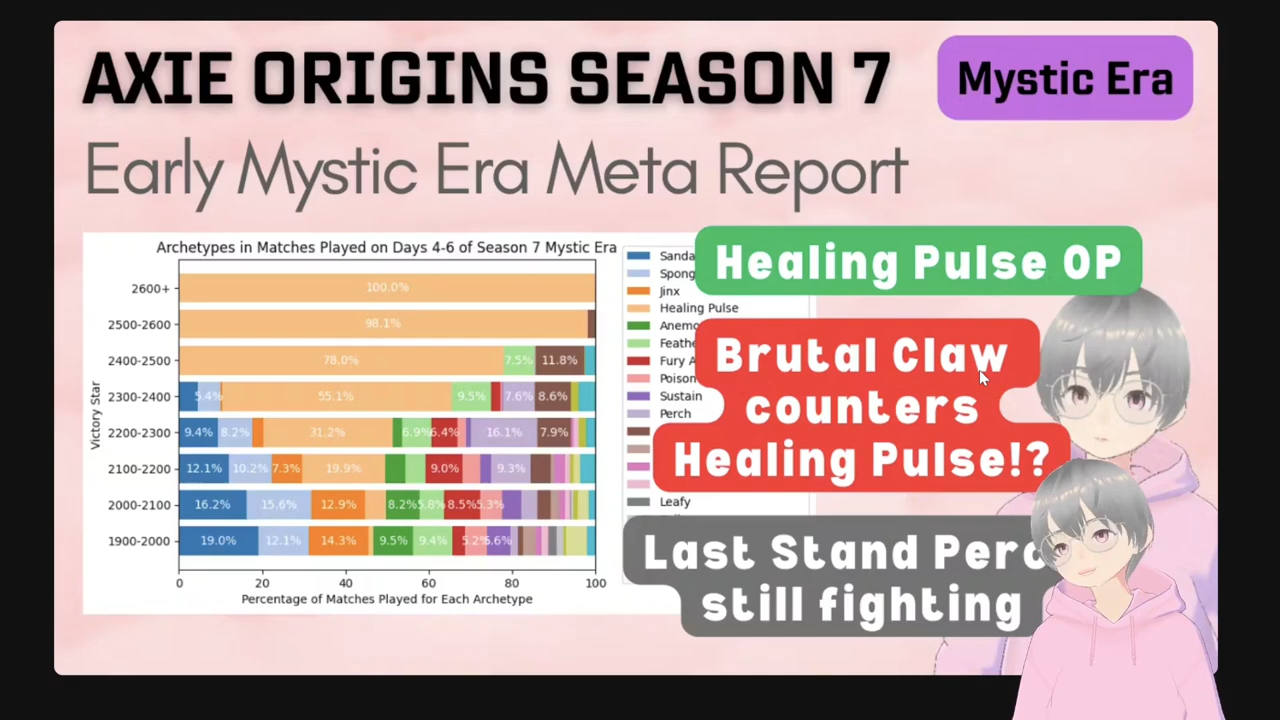 AXIE ORIGINS SEASON 7
Mystic Era
Early Mystic Era Meta Report
Archetypes in Matches Played on Days 4-6 of Season 7 Mystic Era
Victory Star
2600+ 100.0%
2500-2600 98.1%
2400-2500 78.0% 7.5% 11.8%
2300-2400 5.4% 55.1% 9.5% 7.6% 8.6%
2200-2300 9.4% 8.2% 31.2% 6.9% 6.4% 16.1% 7.9%
2100-2200 12.1% 10.2% 7.3% 19.9% 9.0% 9.3%
2000-2100 16.2% 15.6% 12.9% 8.2% 5.8% 8.5% 5.3%
1900-2000 19.0% 12.1% 14.3% 9.5% 9.4% 5.2% 5.6%
0 20 40 60 80 100
Percentage of Matches Played for Each Archetype
Sanda
Spong
Jinx
Healing Pulse
Anemo
Feathe
Fury A
Poison
Sustain
Perch
Leafy
Healing Pulse OP
Brutal Claw
counters
Healing Pulse!?
Last Stand Perc
still fighting